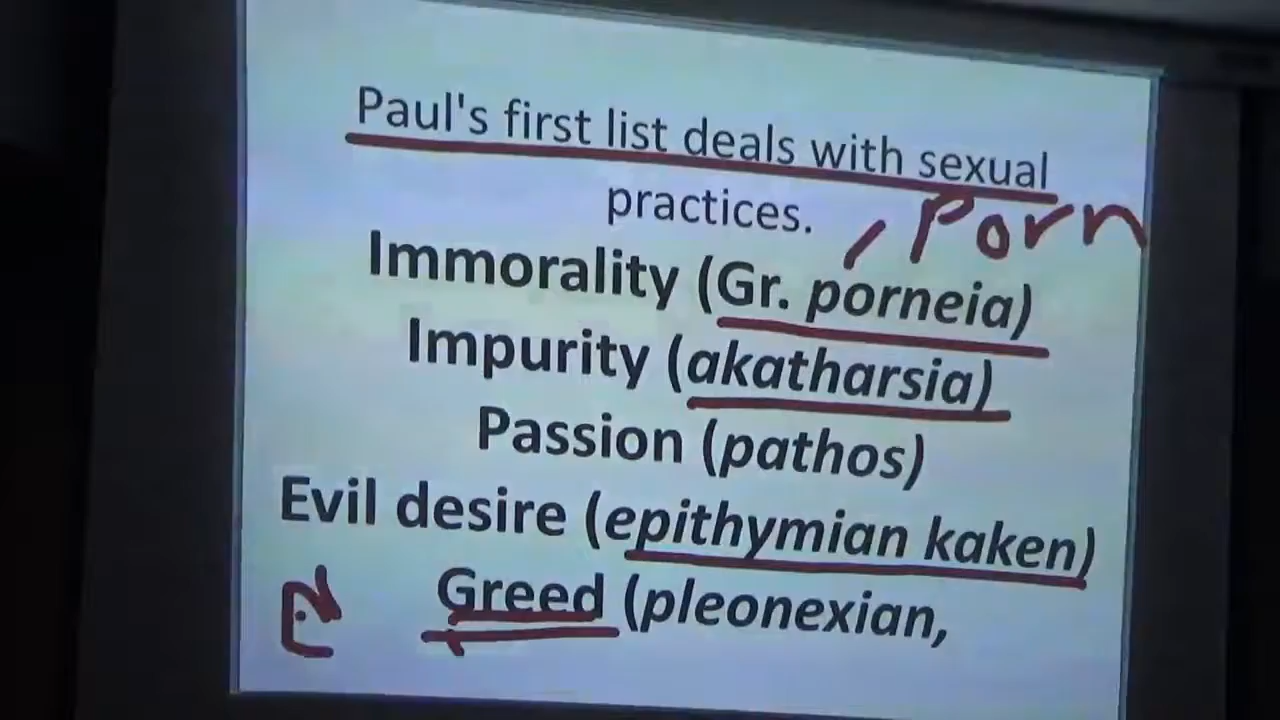 Paul's first list deals with sexual
practices.
Porn
Immorality (Gr. porneia)
Impurity (akatharsia)
Passion (pathos)
Evil desire (epithymian kaken)
Greed (pleonexian,